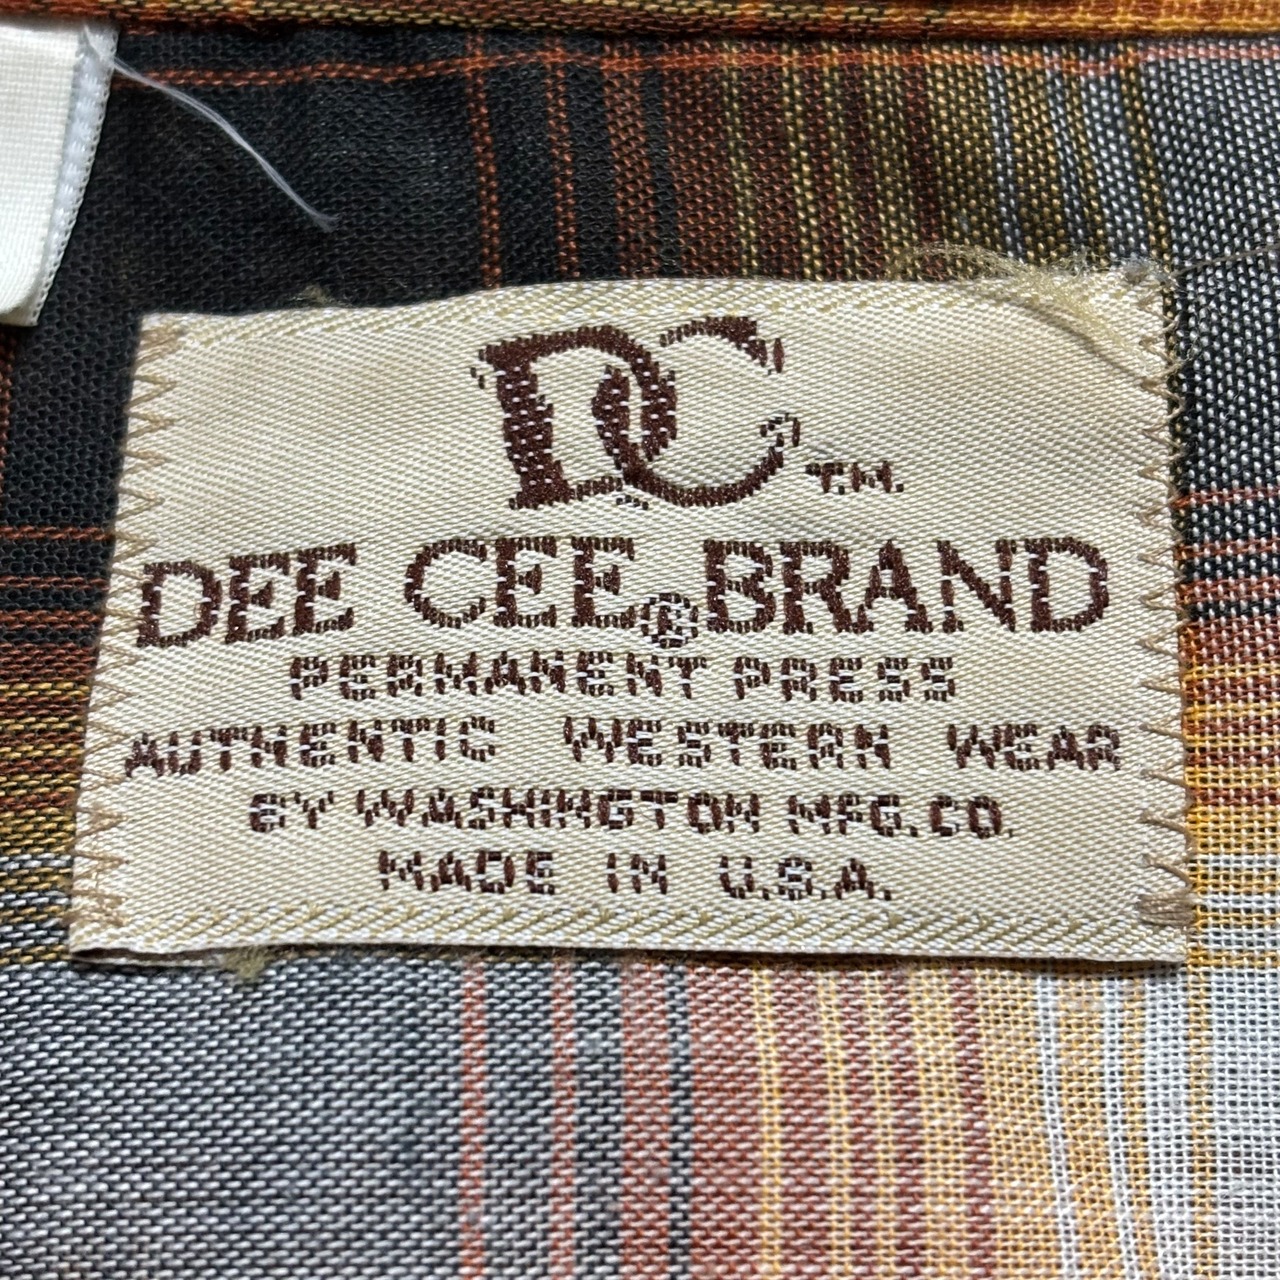 DC T.M.
DEE CEE® BRAND
PERMANENT PRESS
AUTHENTIC WESTERN WEAR
BY WASHINGTON MFG. CO.
MADE IN U.S.A.